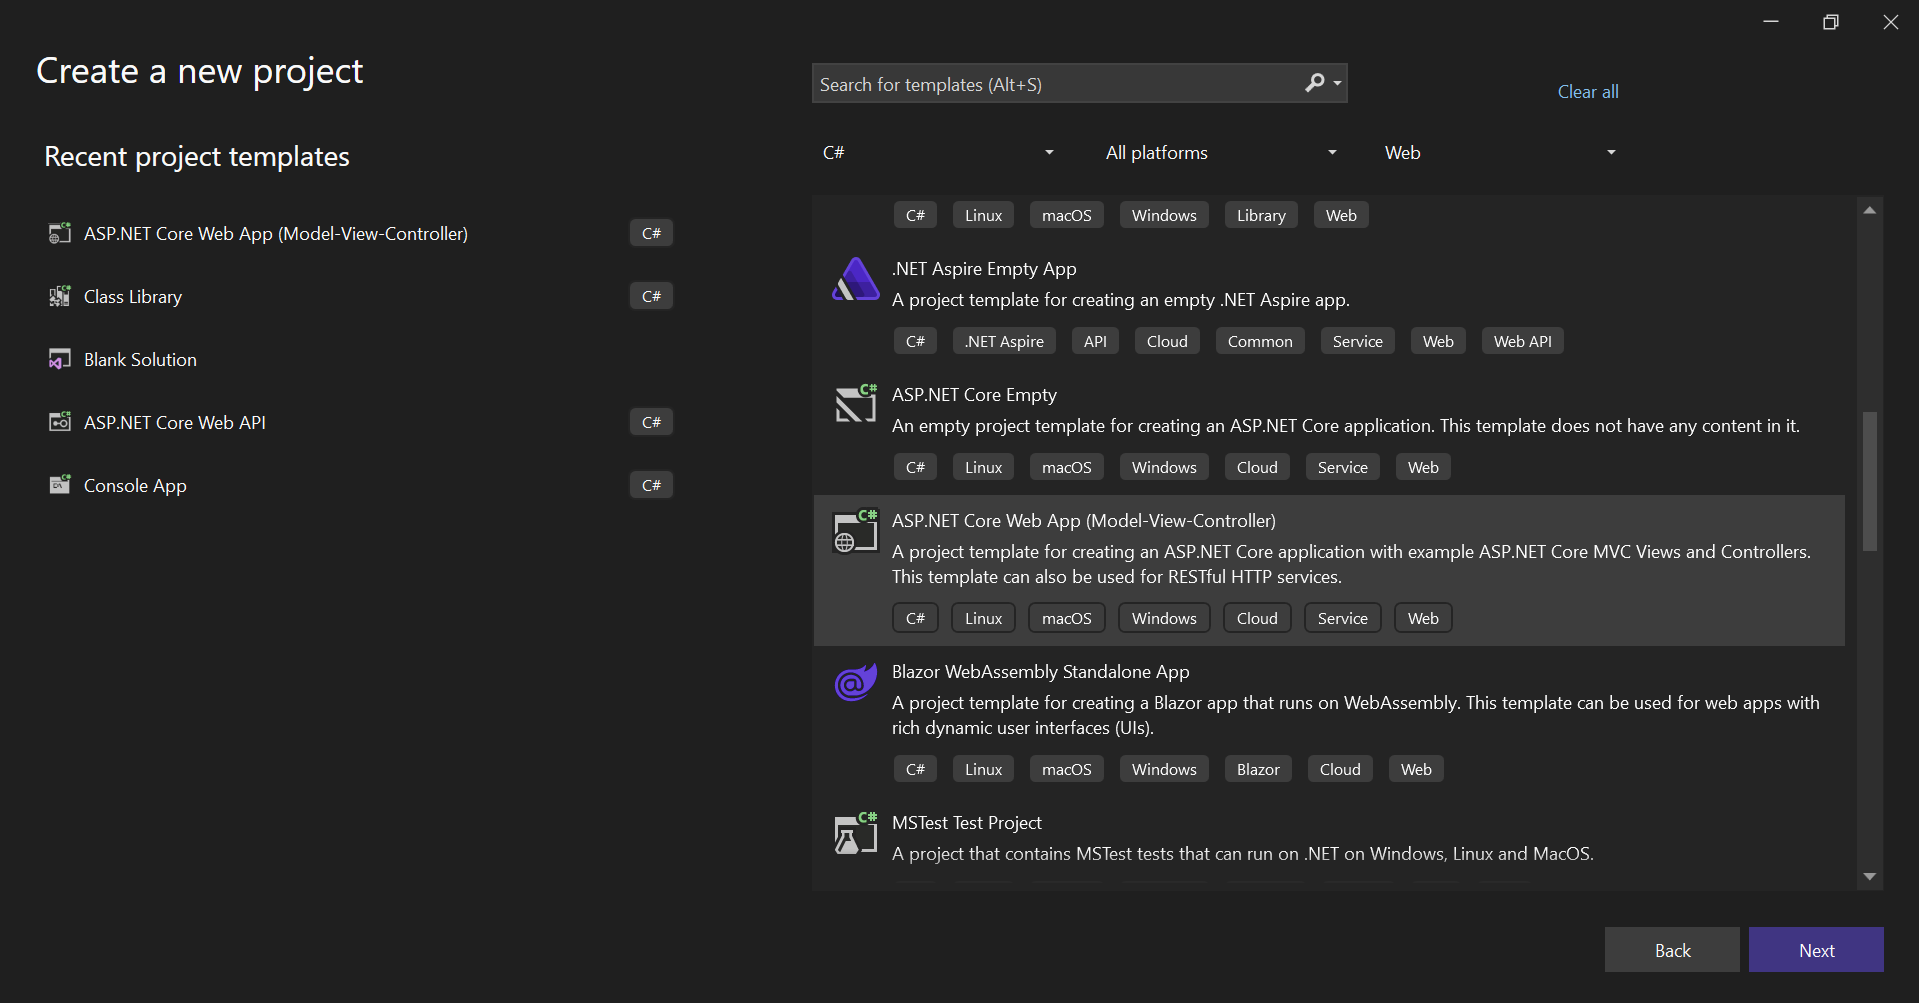 Create a new project
Recent project templates
ASP.NET Core Web App (Model-View-Controller) C#
Class Library C#
Blank Solution
ASP.NET Core Web API C#
Console App C#
Search for templates (Alt+S)
Clear all
C# All platforms Web
C# Linux macOS Windows Library Web
.NET Aspire Empty App
A project template for creating an empty .NET Aspire app.
C# .NET Aspire API Cloud Common Service Web Web API
ASP.NET Core Empty
An empty project template for creating an ASP.NET Core application. This template does not have any content in it.
C# Linux macOS Windows Cloud Service Web
ASP.NET Core Web App (Model-View-Controller)
A project template for creating an ASP.NET Core application with example ASP.NET Core MVC Views and Controllers.
This template can also be used for RESTful HTTP services.
C# Linux macOS Windows Cloud Service Web
Blazor WebAssembly Standalone App
A project template for creating a Blazor app that runs on WebAssembly. This template can be used for web apps with
rich dynamic user interfaces (UIs).
C# Linux macOS Windows Blazor Cloud Web
MSTest Test Project
A project that contains MSTest tests that can run on .NET on Windows, Linux and MacOS.
Back Next